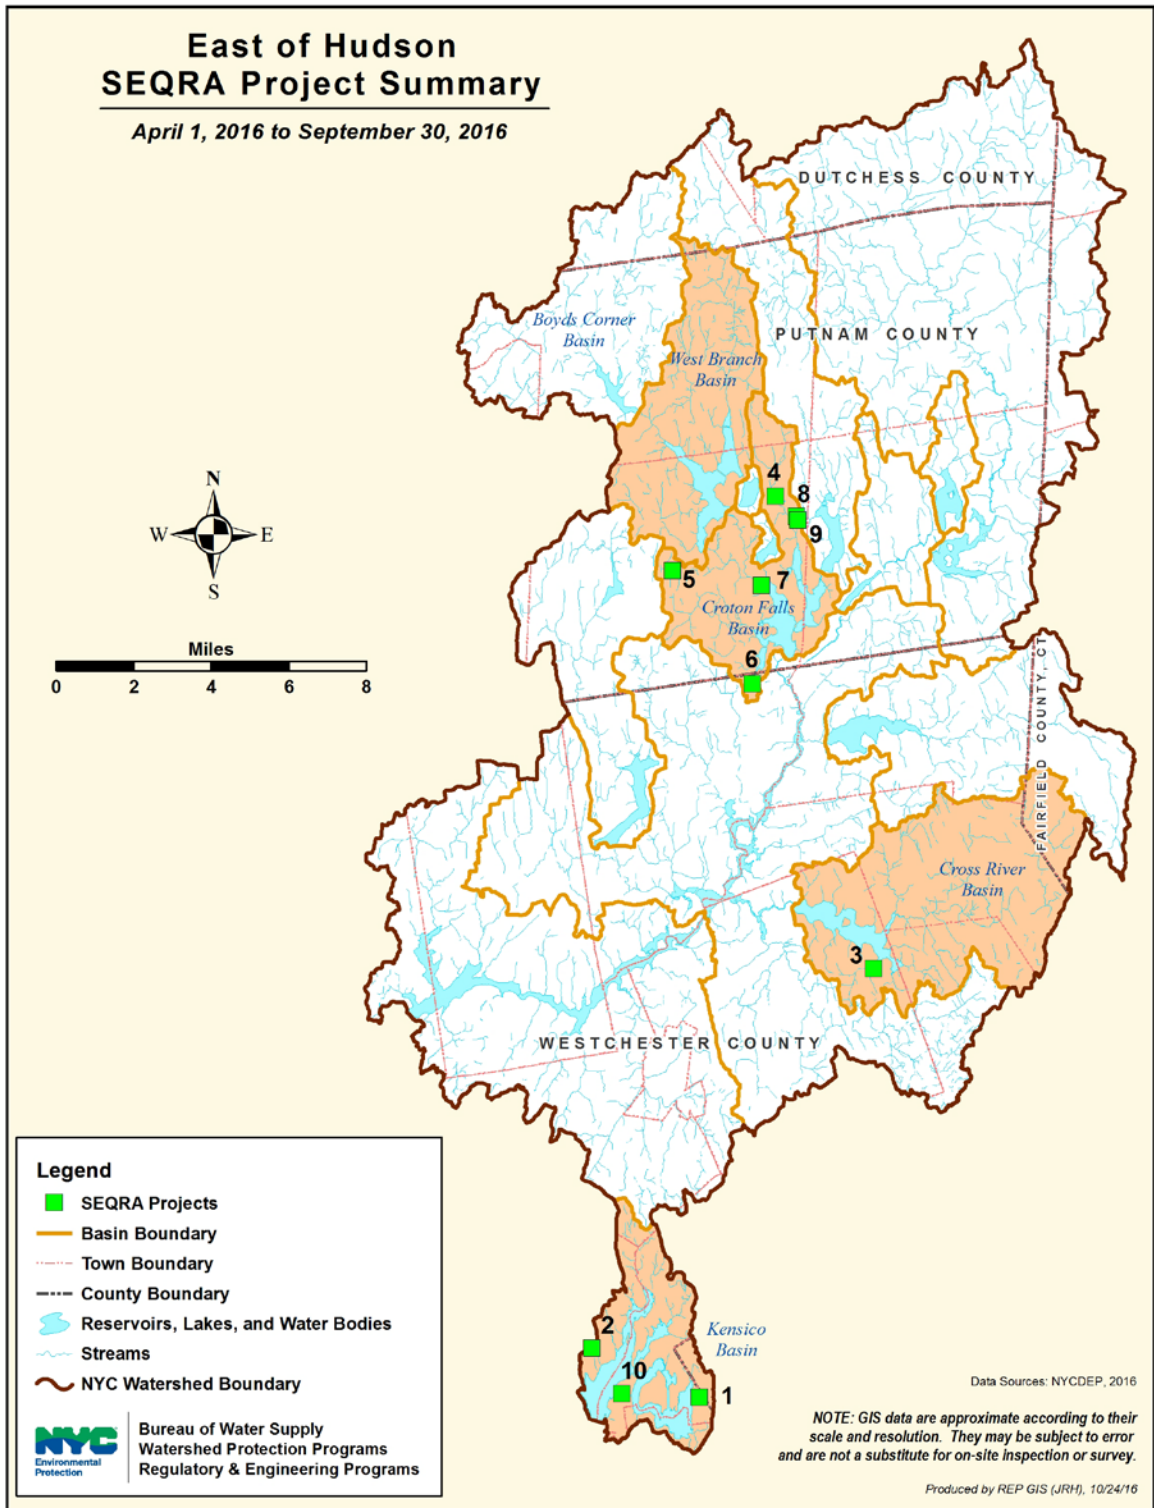 East of Hudson
SEQRA Project Summary
April 1, 2016 to September 30, 2016
DUTCHESS COUNTY
PUTNAM COUNTY
Boyds Corner
Basin
West Branch
Basin
N
W
E
S
Miles
0 2 4 6 8
4
8
9
5
7
Croton Falls
Basin
6
FAIRFIELD COUNTY, CT
Cross River
Basin
3
WESTCHESTER COUNTY
2
10
1
Kensico
Basin
Legend
SEQRA Projects
Basin Boundary
Town Boundary
County Boundary
Reservoirs, Lakes, and Water Bodies
Streams
NYC Watershed Boundary
NYC
Environmental
Protection
Bureau of Water Supply
Watershed Protection Programs
Regulatory & Engineering Programs
Data Sources: NYCDEP, 2016
NOTE: GIS data are approximate according to their
scale and resolution. They may be subject to error
and are not a substitute for on-site inspection or survey.
Produced by REP GIS (JRH), 10/24/16